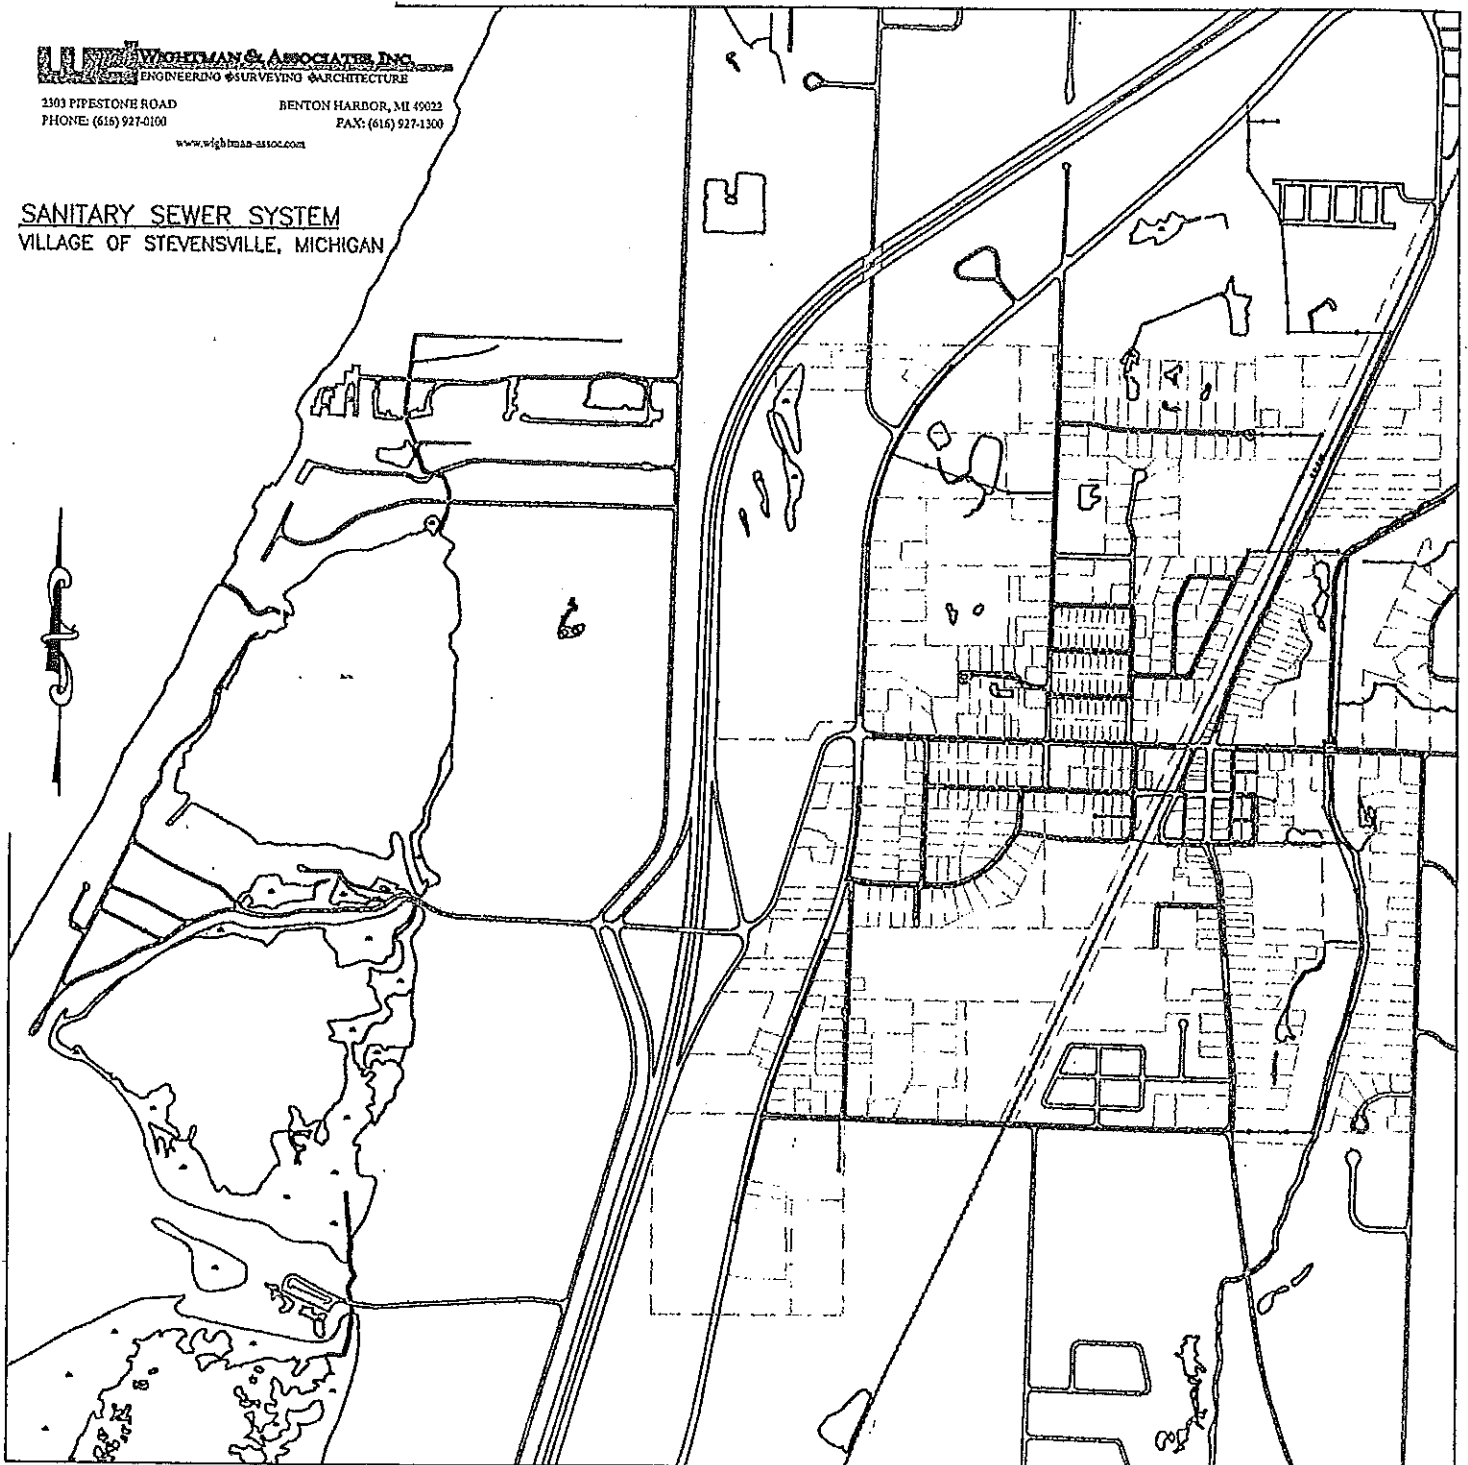 WIGHTMAN & ASSOCIATES, INC.
ENGINEERING ◆SURVEYING ◆ARCHITECTURE
2303 PIPESTONE ROAD BENTON HARBOR, MI 49022
PHONE: (616) 927-0100 FAX: (616) 927-1300
www.wightman-assoc.com
SANITARY SEWER SYSTEM
VILLAGE OF STEVENSVILLE, MICHIGAN